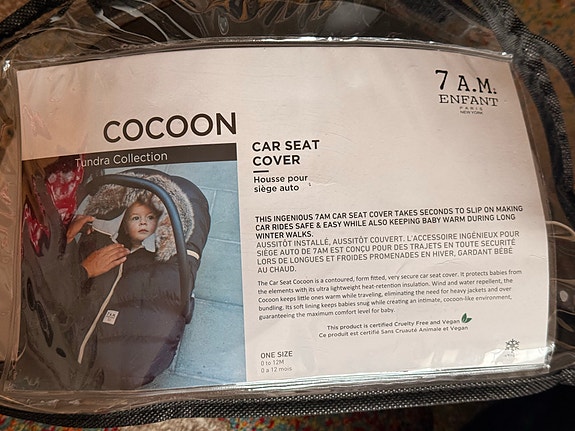 7 A.M.
ENFANT
PARIS
NEW YORK
COCOON
Tundra Collection
CAR SEAT
COVER
Housse pour
siège auto
THIS INGENIOUS 7AM CAR SEAT COVER TAKES SECONDS TO SLIP ON MAKING
CAR RIDES SAFE & EASY WHILE ALSO KEEPING BABY WARM DURING LONG
WINTER WALKS.
AUSSITÔT INSTALLÉ, AUSSITÔT COUVERT. L'ACCESSOIRE INGÉNIEUX POUR
SIÈGE AUTO DE 7AM EST CONÇU POUR DES TRAJETS EN TOUTE SECURITÉ
LORS DE LONGUES ET FROIDES PROMENADES EN HIVER, GARDANT BÉBÉ
AU CHAUD.
The Car Seat Cocoon is a contoured, form fitted, very secure car seat cover. It protects babies from
the elements with its ultra lightweight heat-retention insulation. Wind and water repellent, the
Cocoon keeps little ones warm while traveling, eliminating the need for heavy jackets and over
bundling. Its soft lining keeps babies snug while creating an intimate, cocoon-like environment,
guaranteeing the maximum comfort level for baby.
This product is certified Cruelty Free and Vegan
Ce produit est certifié Sans Cruauté Animale et Vegan
ONE SIZE
0 to 12M
0 à 12 mois